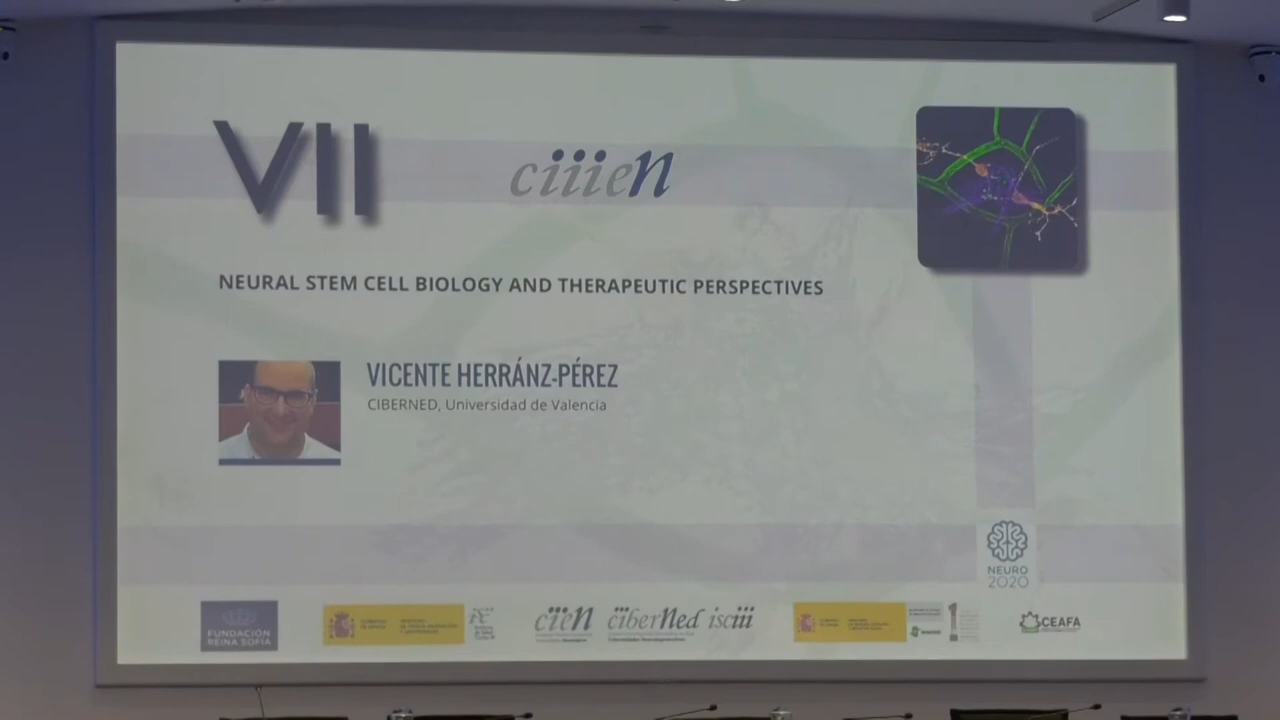 VII
ciiieN
NEURAL STEM CELL BIOLOGY AND THERAPEUTIC PERSPECTIVES
VICENTE HERRÁNZ-PÉREZ
CIBERNED, Universidad de Valencia
NEURO
2020
FUNDACIÓN
REINA SOFÍA
cien
ciberned
isciii
CEAFA